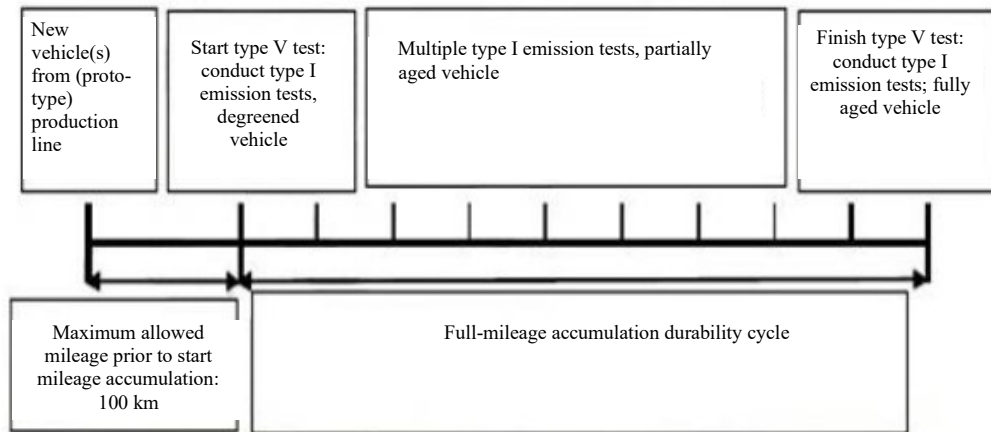 New
vehicle(s)
from (proto-
type)
production
line
Start type V test:
conduct type I
emission tests,
degreened
vehicle
Multiple type I emission tests, partially
aged vehicle
Finish type V test:
conduct type I
emission tests; fully
aged vehicle
Maximum allowed
mileage prior to start
mileage accumulation:
100 km
Full-mileage accumulation durability cycle